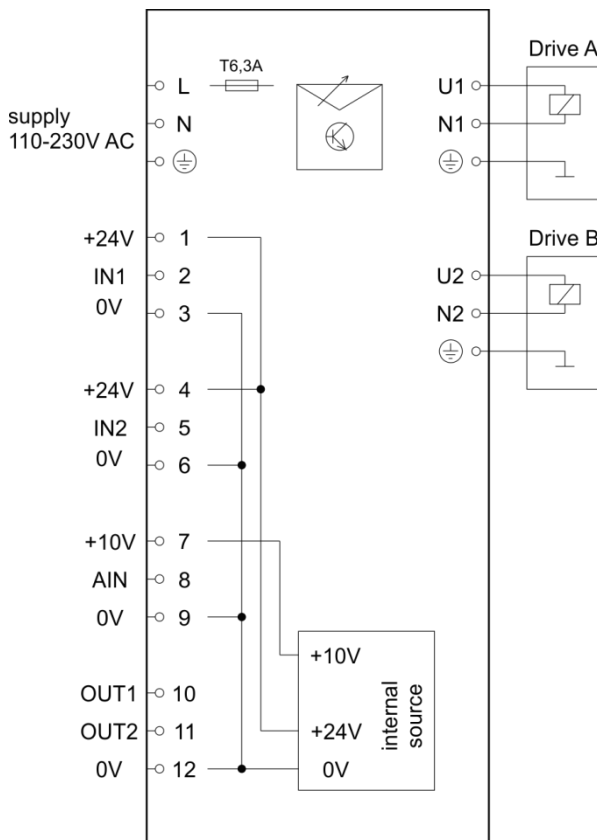 Drive A
T6,3A
L
U1
supply
110-230V AC
N
N1
+24V
1
Drive B
IN1
2
U2
0V
3
N2
+24V
4
IN2
5
0V
6
+10V
7
AIN
8
0V
9
+10V
OUT1
10
internal
source
OUT2
11
+24V
0V
12
0V